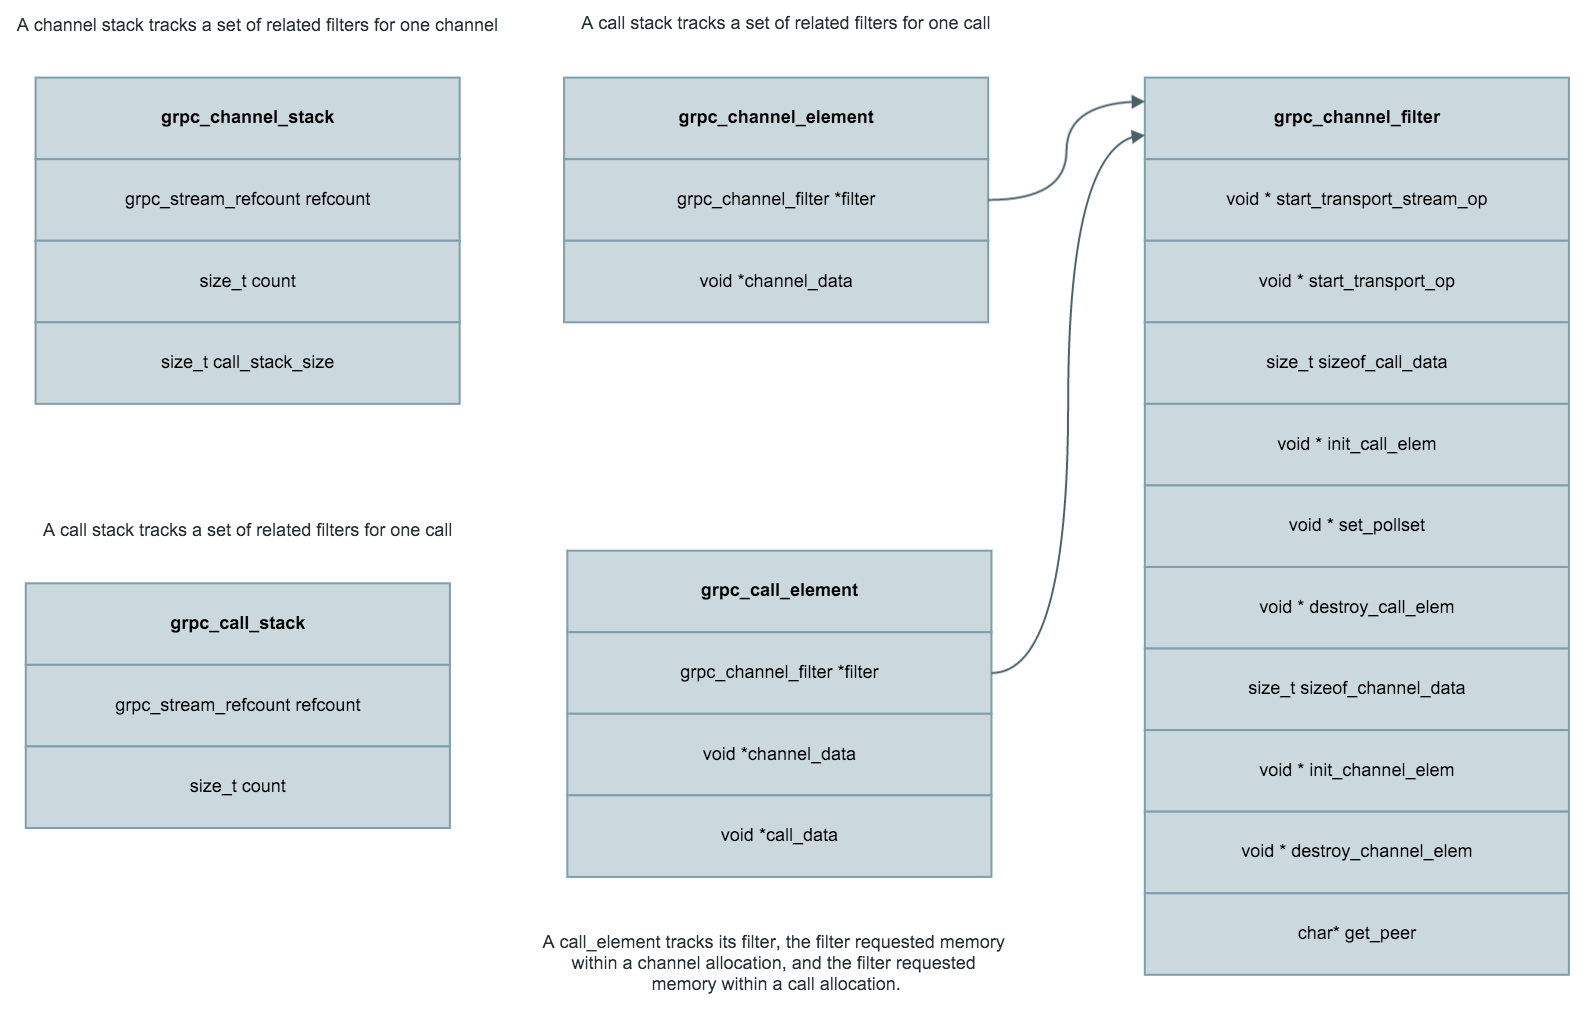 A channel stack tracks a set of related filters for one channel
grpc_channel_stack
grpc_stream_refcount refcount
size_t count
size_t call_stack_size
A call stack tracks a set of related filters for one call
grpc_channel_element
grpc_channel_filter *filter
void *channel_data
grpc_channel_filter
void * start_transport_stream_op
void * start_transport_op
size_t sizeof_call_data
void * init_call_elem
void * set_pollset
void * destroy_call_elem
size_t sizeof_channel_data
void * init_channel_elem
void * destroy_channel_elem
char* get_peer
A call stack tracks a set of related filters for one call
grpc_call_stack
grpc_stream_refcount refcount
size_t count
grpc_call_element
grpc_channel_filter *filter
void *channel_data
void *call_data
A call_element tracks its filter, the filter requested memory
within a channel allocation, and the filter requested
memory within a call allocation.